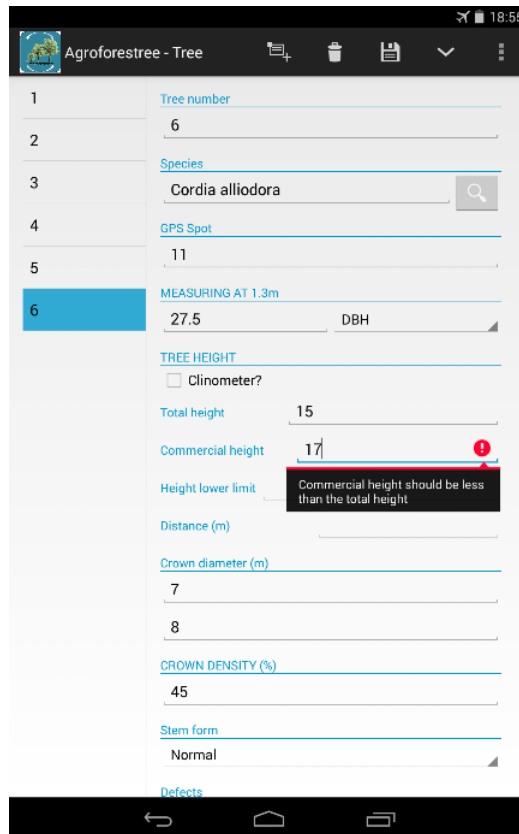 18:55
Agroforestree - Tree
1
2
3
4
5
6
Tree number
6
Species
Cordia alliodora
GPS Spot
11
MEASURING AT 1.3m
27.5 DBH
TREE HEIGHT
Clinometer?
Total height 15
Commercial height 17
Commercial height should be less
than the total height
Height lower limit
Distance (m)
Crown diameter (m)
7
8
CROWN DENSITY (%)
45
Stem form
Normal
Defects